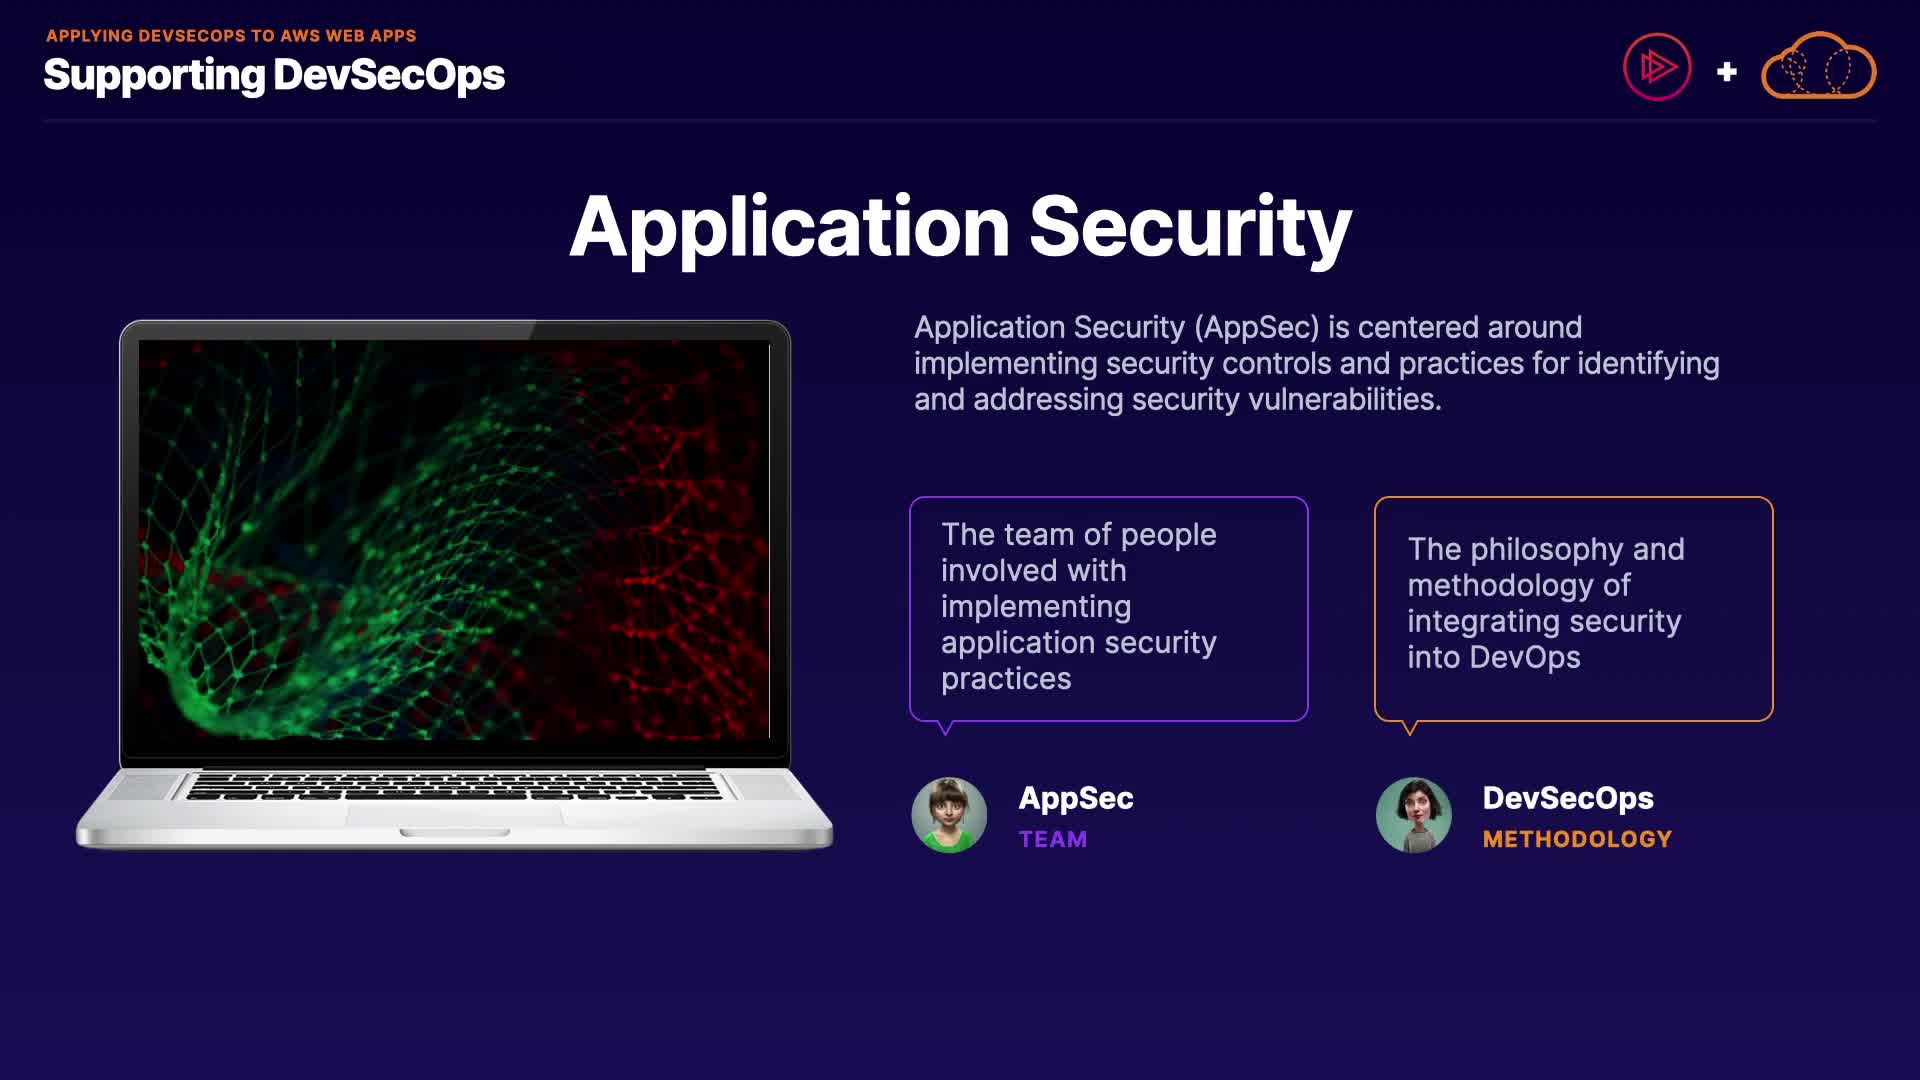 APPLYING DEVSECOPS TO AWS WEB APPS
Supporting DevSecOps
+
Application Security
Application Security (AppSec) is centered around
implementing security controls and practices for identifying
and addressing security vulnerabilities.
The team of people
involved with
implementing
application security
practices
AppSec
TEAM
The philosophy and
methodology of
integrating security
into DevOps
DevSecOps
METHODOLOGY